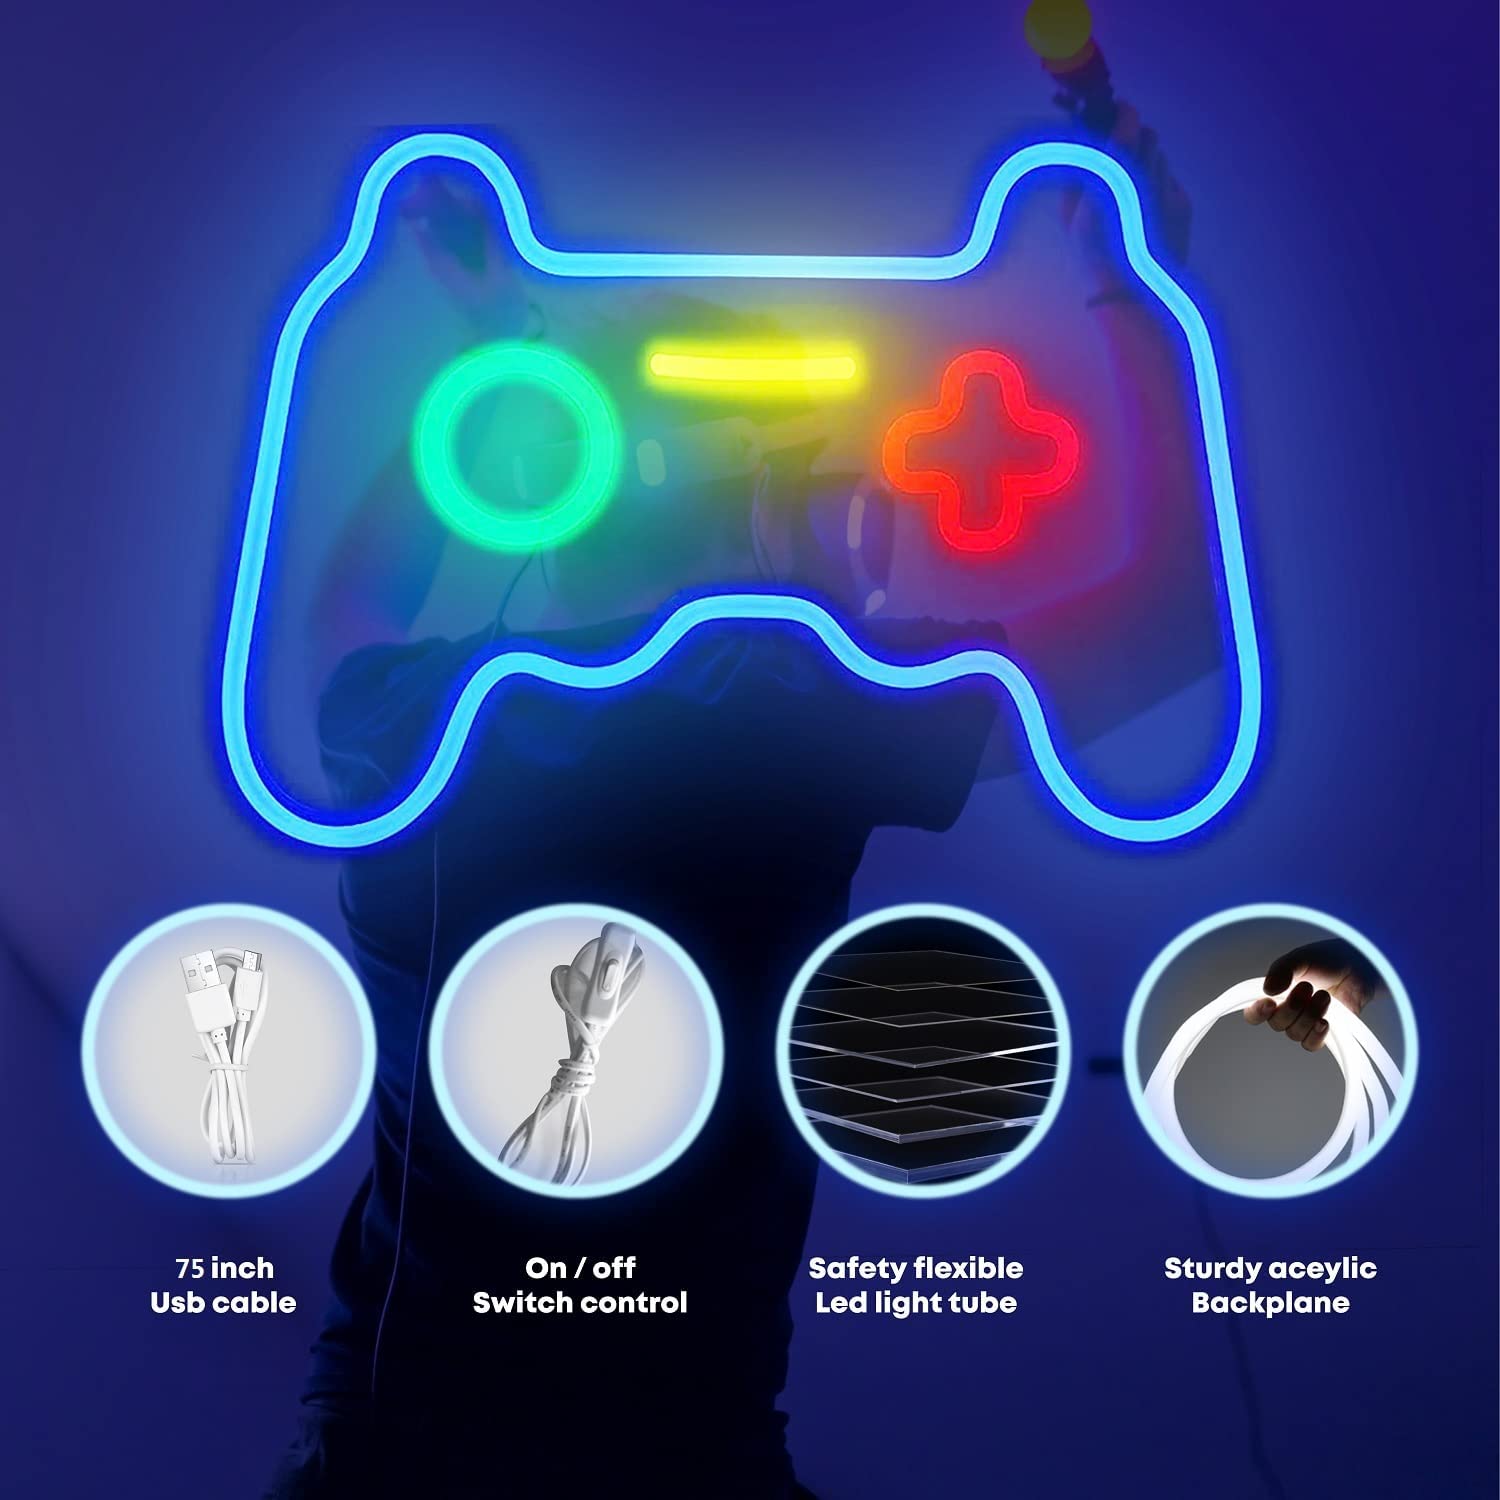 75 inch
Usb cable
On / off
Switch control
Safety flexible
Led light tube
Sturdy aceylic
Backplane